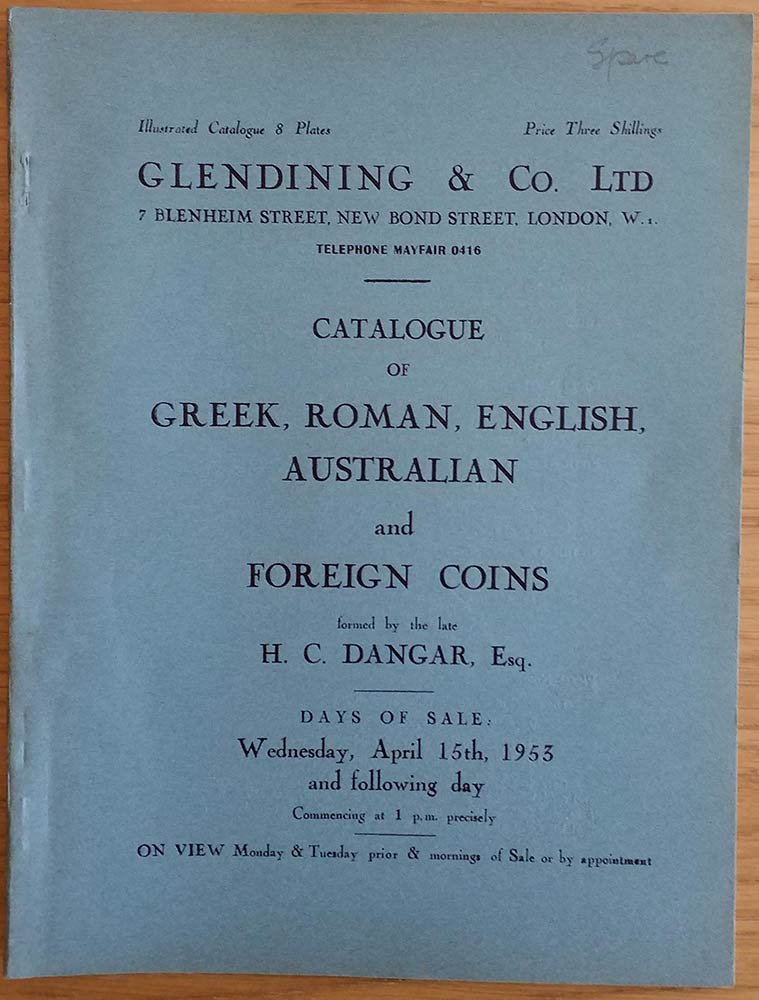 Spare
Illustrated Catalogue 8 Plates Price Three Shillings
GLENDINING & Co. LTD
7 BLENHEIM STREET, NEW BOND STREET, LONDON, W.1.
TELEPHONE MAYFAIR 0416
CATALOGUE
OF
GREEK, ROMAN, ENGLISH,
AUSTRALIAN
and
FOREIGN COINS
formed by the late
H. C. DANGAR, Esq.
DAYS OF SALE:
Wednesday, April 15th, 1953
and following day
Commencing at 1 p.m. precisely
ON VIEW Monday & Tuesday prior & mornings of Sale or by appointment